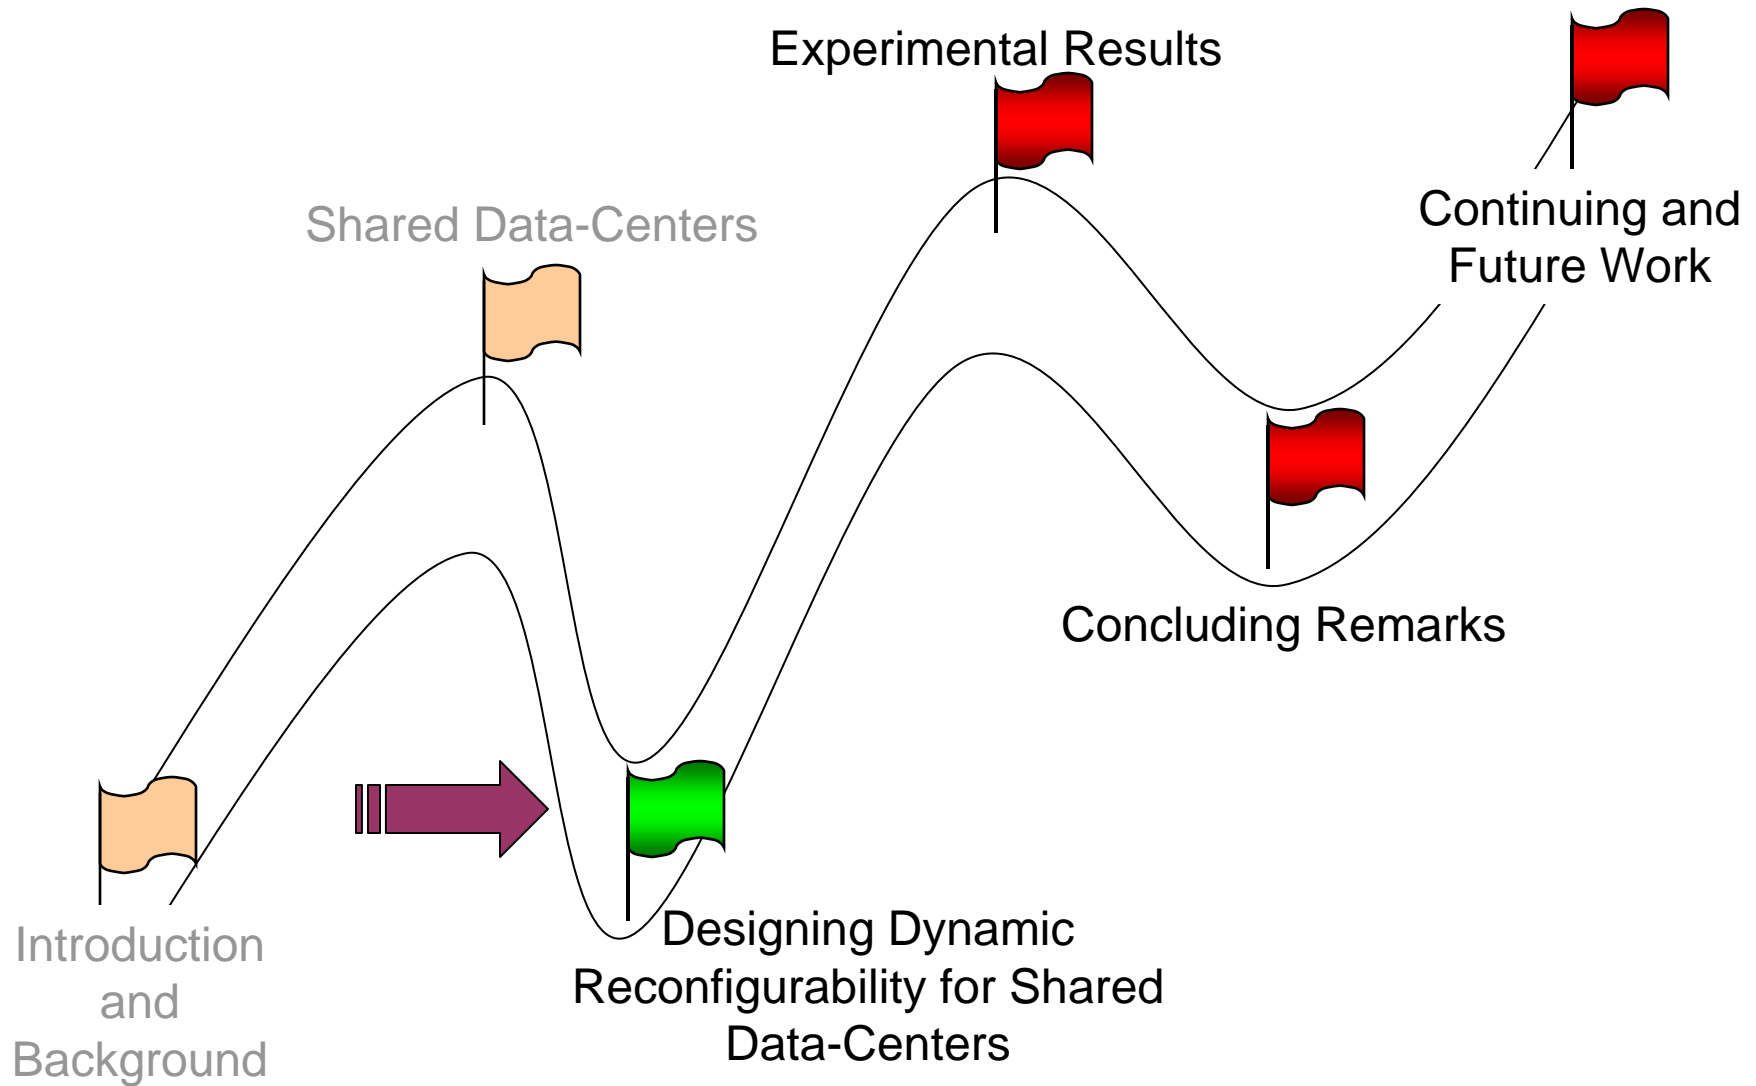 Experimental Results
Continuing and
Future Work
Shared Data-Centers
Concluding Remarks
Introduction
and
Background
Designing Dynamic
Reconfigurability for Shared
Data-Centers